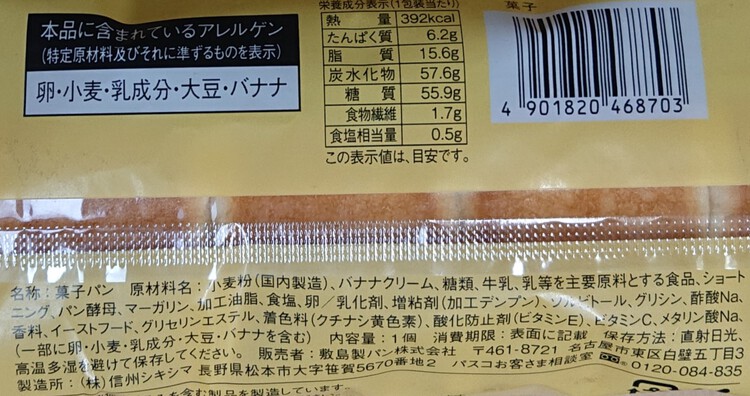 本品に含まれているアレルゲン
(特定原材料及びそれに準ずるものを表示)
卵・小麦・乳成分・大豆・バナナ
栄養成分表示(1包装当たり)
熱量 392kcal
たんぱく質 6.2g
脂質 15.6g
炭水化物 57.6g
糖質 55.9g
食物繊維 1.7g
食塩相当量 0.5g
この表示値は、目安です。
菓子
4 901820 468703
名称：菓子パン 原材料名：小麦粉(国内製造)、バナナクリーム、糖類、牛乳、乳等を主要原料とする食品、ショート
ニング、パン酵母、マーガリン、加工油脂、食塩、卵／乳化剤、増粘剤(加工デンプン)、ソルビトール、グリシン、酢酸Na、
香料、イーストフード、グリセリンエステル、着色料(クチナシ黄色素)、酸化防止剤(ビタミンE)、ビタミンC、メタリン酸Na、
(一部に卵・小麦・乳成分・大豆・バナナを含む) 内容量：1個 消費期限：表面に記載 保存方法：直射日光、
高温多湿を避けて保存してください。 販売者：敷島製パン株式会社 〒461-8721 名古屋市東区白壁五丁目3
製造所：(株)信州シキシマ 長野県松本市大字笹賀5670番地2 パスコお客さま相談室 0120-084-835
を含む製品を製造しています